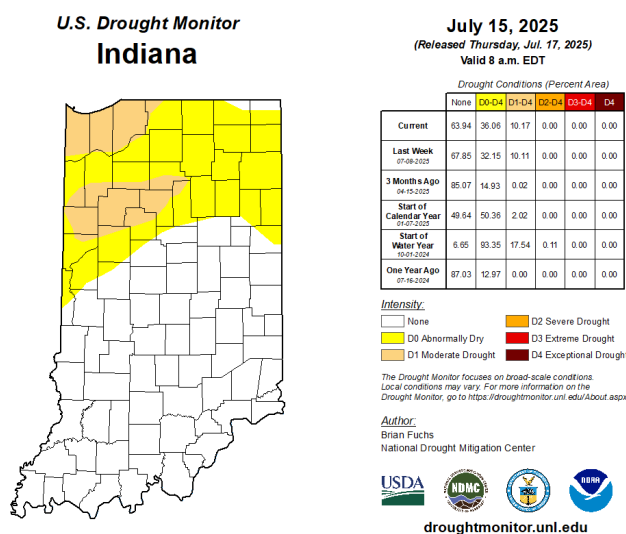 U.S. Drought Monitor
Indiana
July 15, 2025
(Released Thursday, Jul. 17, 2025)
Valid 8 a.m. EDT
Drought Conditions (Percent Area)
None D0-D4 D1-D4 D2-D4 D3-D4 D4
Current 63.94 36.06 10.17 0.00 0.00 0.00
Last Week 67.85 32.15 10.11 0.00 0.00 0.00
07-08-2025
3 Months Ago 85.07 14.93 0.02 0.00 0.00 0.00
04-15-2025
Start of
Calendar Year 49.64 50.36 2.02 0.00 0.00 0.00
01-07-2025
Start of
Water Year 6.65 93.35 17.54 0.11 0.00 0.00
10-01-2024
One Year Ago 87.03 12.97 0.00 0.00 0.00 0.00
07-16-2024
Intensity:
None
D0 Abnormally Dry
D1 Moderate Drought
D2 Severe Drought
D3 Extreme Drought
D4 Exceptional Drought
The Drought Monitor focuses on broad-scale conditions.
Local conditions may vary. For more information on the
Drought Monitor, go to https://droughtmonitor.unl.edu/About.aspx
Author:
Brian Fuchs
National Drought Mitigation Center
USDA
NDMC
NOAA
droughtmonitor.unl.edu